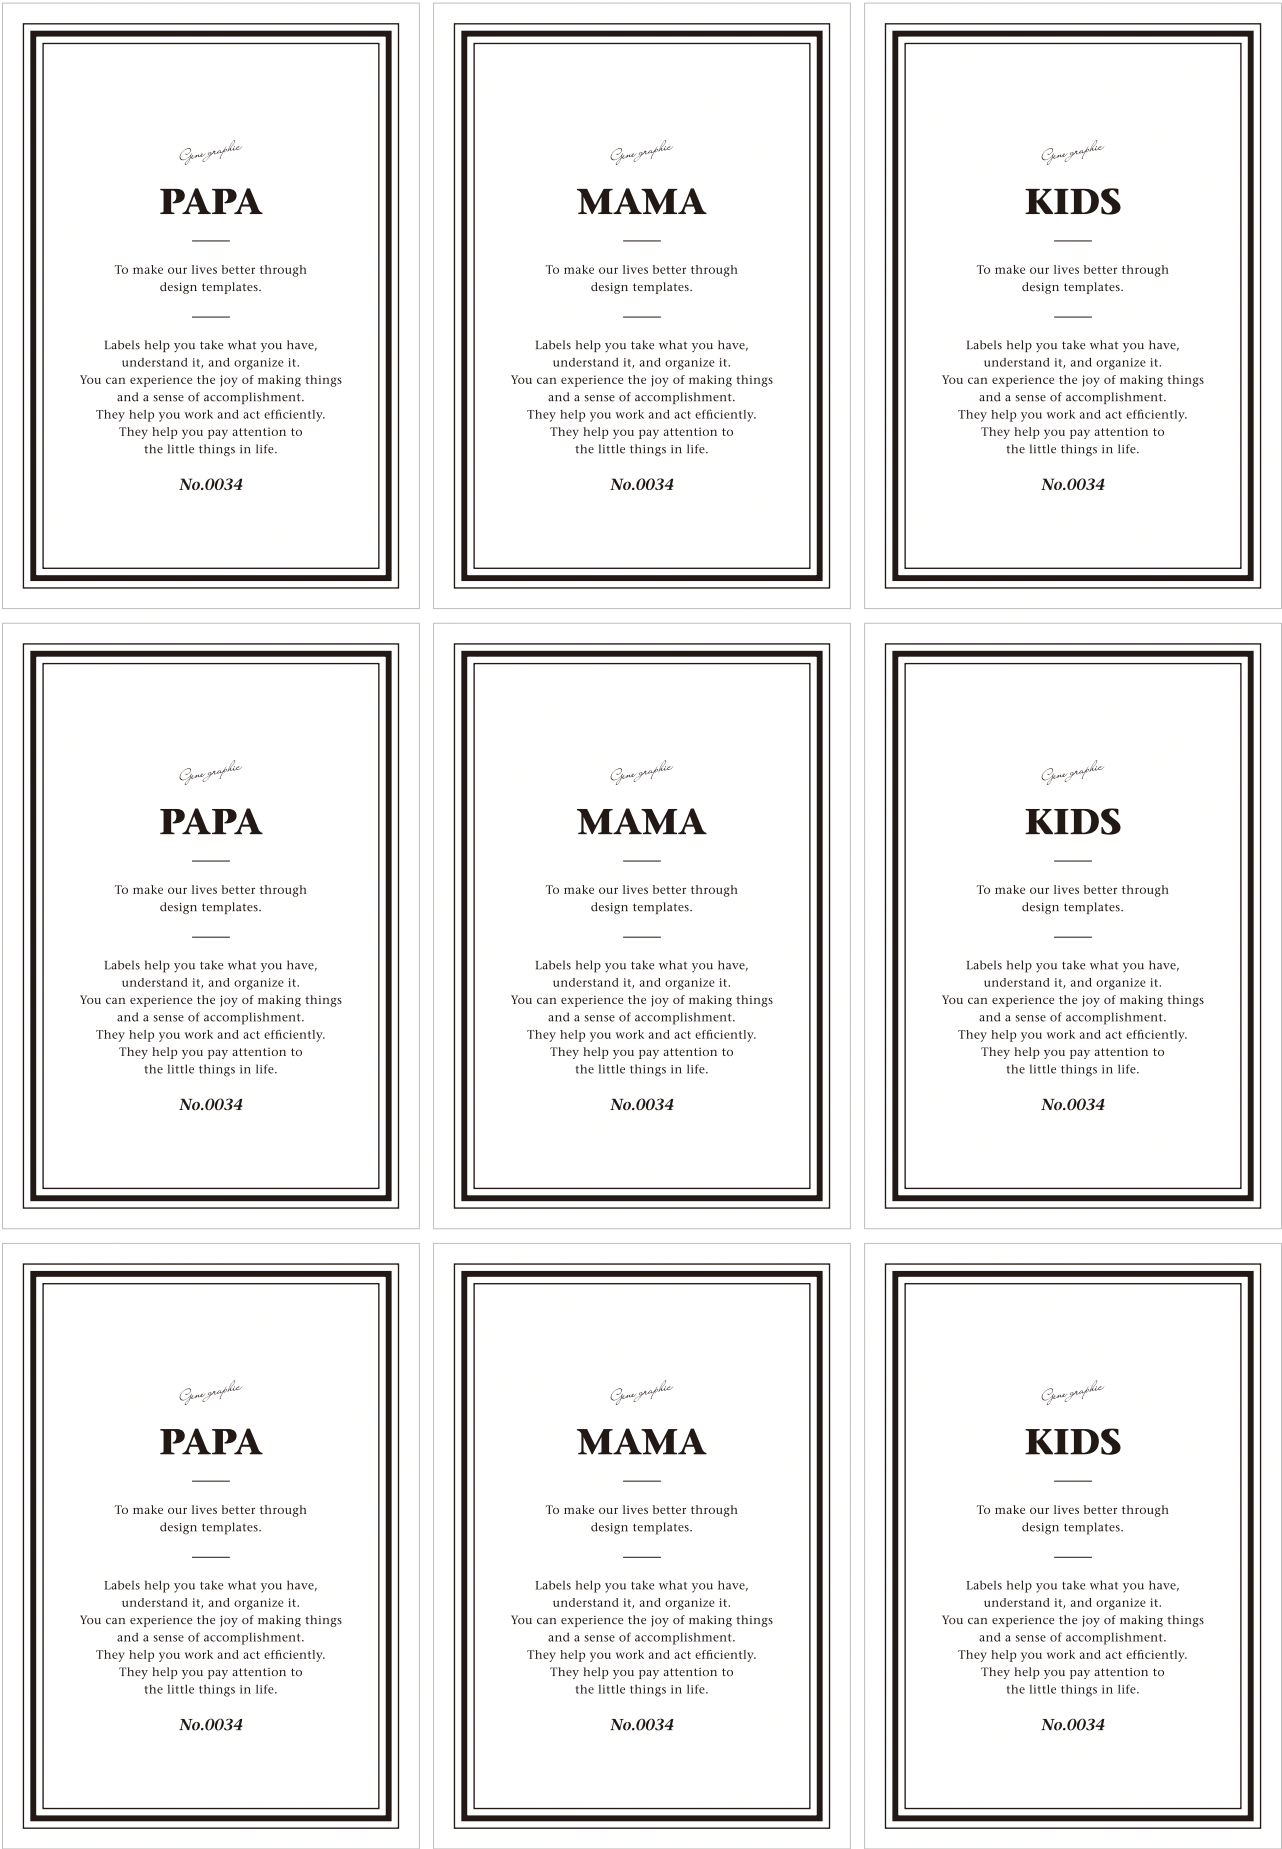 Gene graphic
PAPA
To make our lives better through
design templates.
Labels help you take what you have,
understand it, and organize it.
You can experience the joy of making things
and a sense of accomplishment.
They help you work and act efficiently.
They help you pay attention to
the little things in life.
No.0034
Gene graphic
MAMA
To make our lives better through
design templates.
Labels help you take what you have,
understand it, and organize it.
You can experience the joy of making things
and a sense of accomplishment.
They help you work and act efficiently.
They help you pay attention to
the little things in life.
No.0034
Gene graphic
KIDS
To make our lives better through
design templates.
Labels help you take what you have,
understand it, and organize it.
You can experience the joy of making things
and a sense of accomplishment.
They help you work and act efficiently.
They help you pay attention to
the little things in life.
No.0034
Gene graphic
PAPA
To make our lives better through
design templates.
Labels help you take what you have,
understand it, and organize it.
You can experience the joy of making things
and a sense of accomplishment.
They help you work and act efficiently.
They help you pay attention to
the little things in life.
No.0034
Gene graphic
MAMA
To make our lives better through
design templates.
Labels help you take what you have,
understand it, and organize it.
You can experience the joy of making things
and a sense of accomplishment.
They help you work and act efficiently.
They help you pay attention to
the little things in life.
No.0034
Gene graphic
KIDS
To make our lives better through
design templates.
Labels help you take what you have,
understand it, and organize it.
You can experience the joy of making things
and a sense of accomplishment.
They help you work and act efficiently.
They help you pay attention to
the little things in life.
No.0034
Gene graphic
PAPA
To make our lives better through
design templates.
Labels help you take what you have,
understand it, and organize it.
You can experience the joy of making things
and a sense of accomplishment.
They help you work and act efficiently.
They help you pay attention to
the little things in life.
No.0034
Gene graphic
MAMA
To make our lives better through
design templates.
Labels help you take what you have,
understand it, and organize it.
You can experience the joy of making things
and a sense of accomplishment.
They help you work and act efficiently.
They help you pay attention to
the little things in life.
No.0034
Gene graphic
KIDS
To make our lives better through
design templates.
Labels help you take what you have,
understand it, and organize it.
You can experience the joy of making things
and a sense of accomplishment.
They help you work and act efficiently.
They help you pay attention to
the little things in life.
No.0034